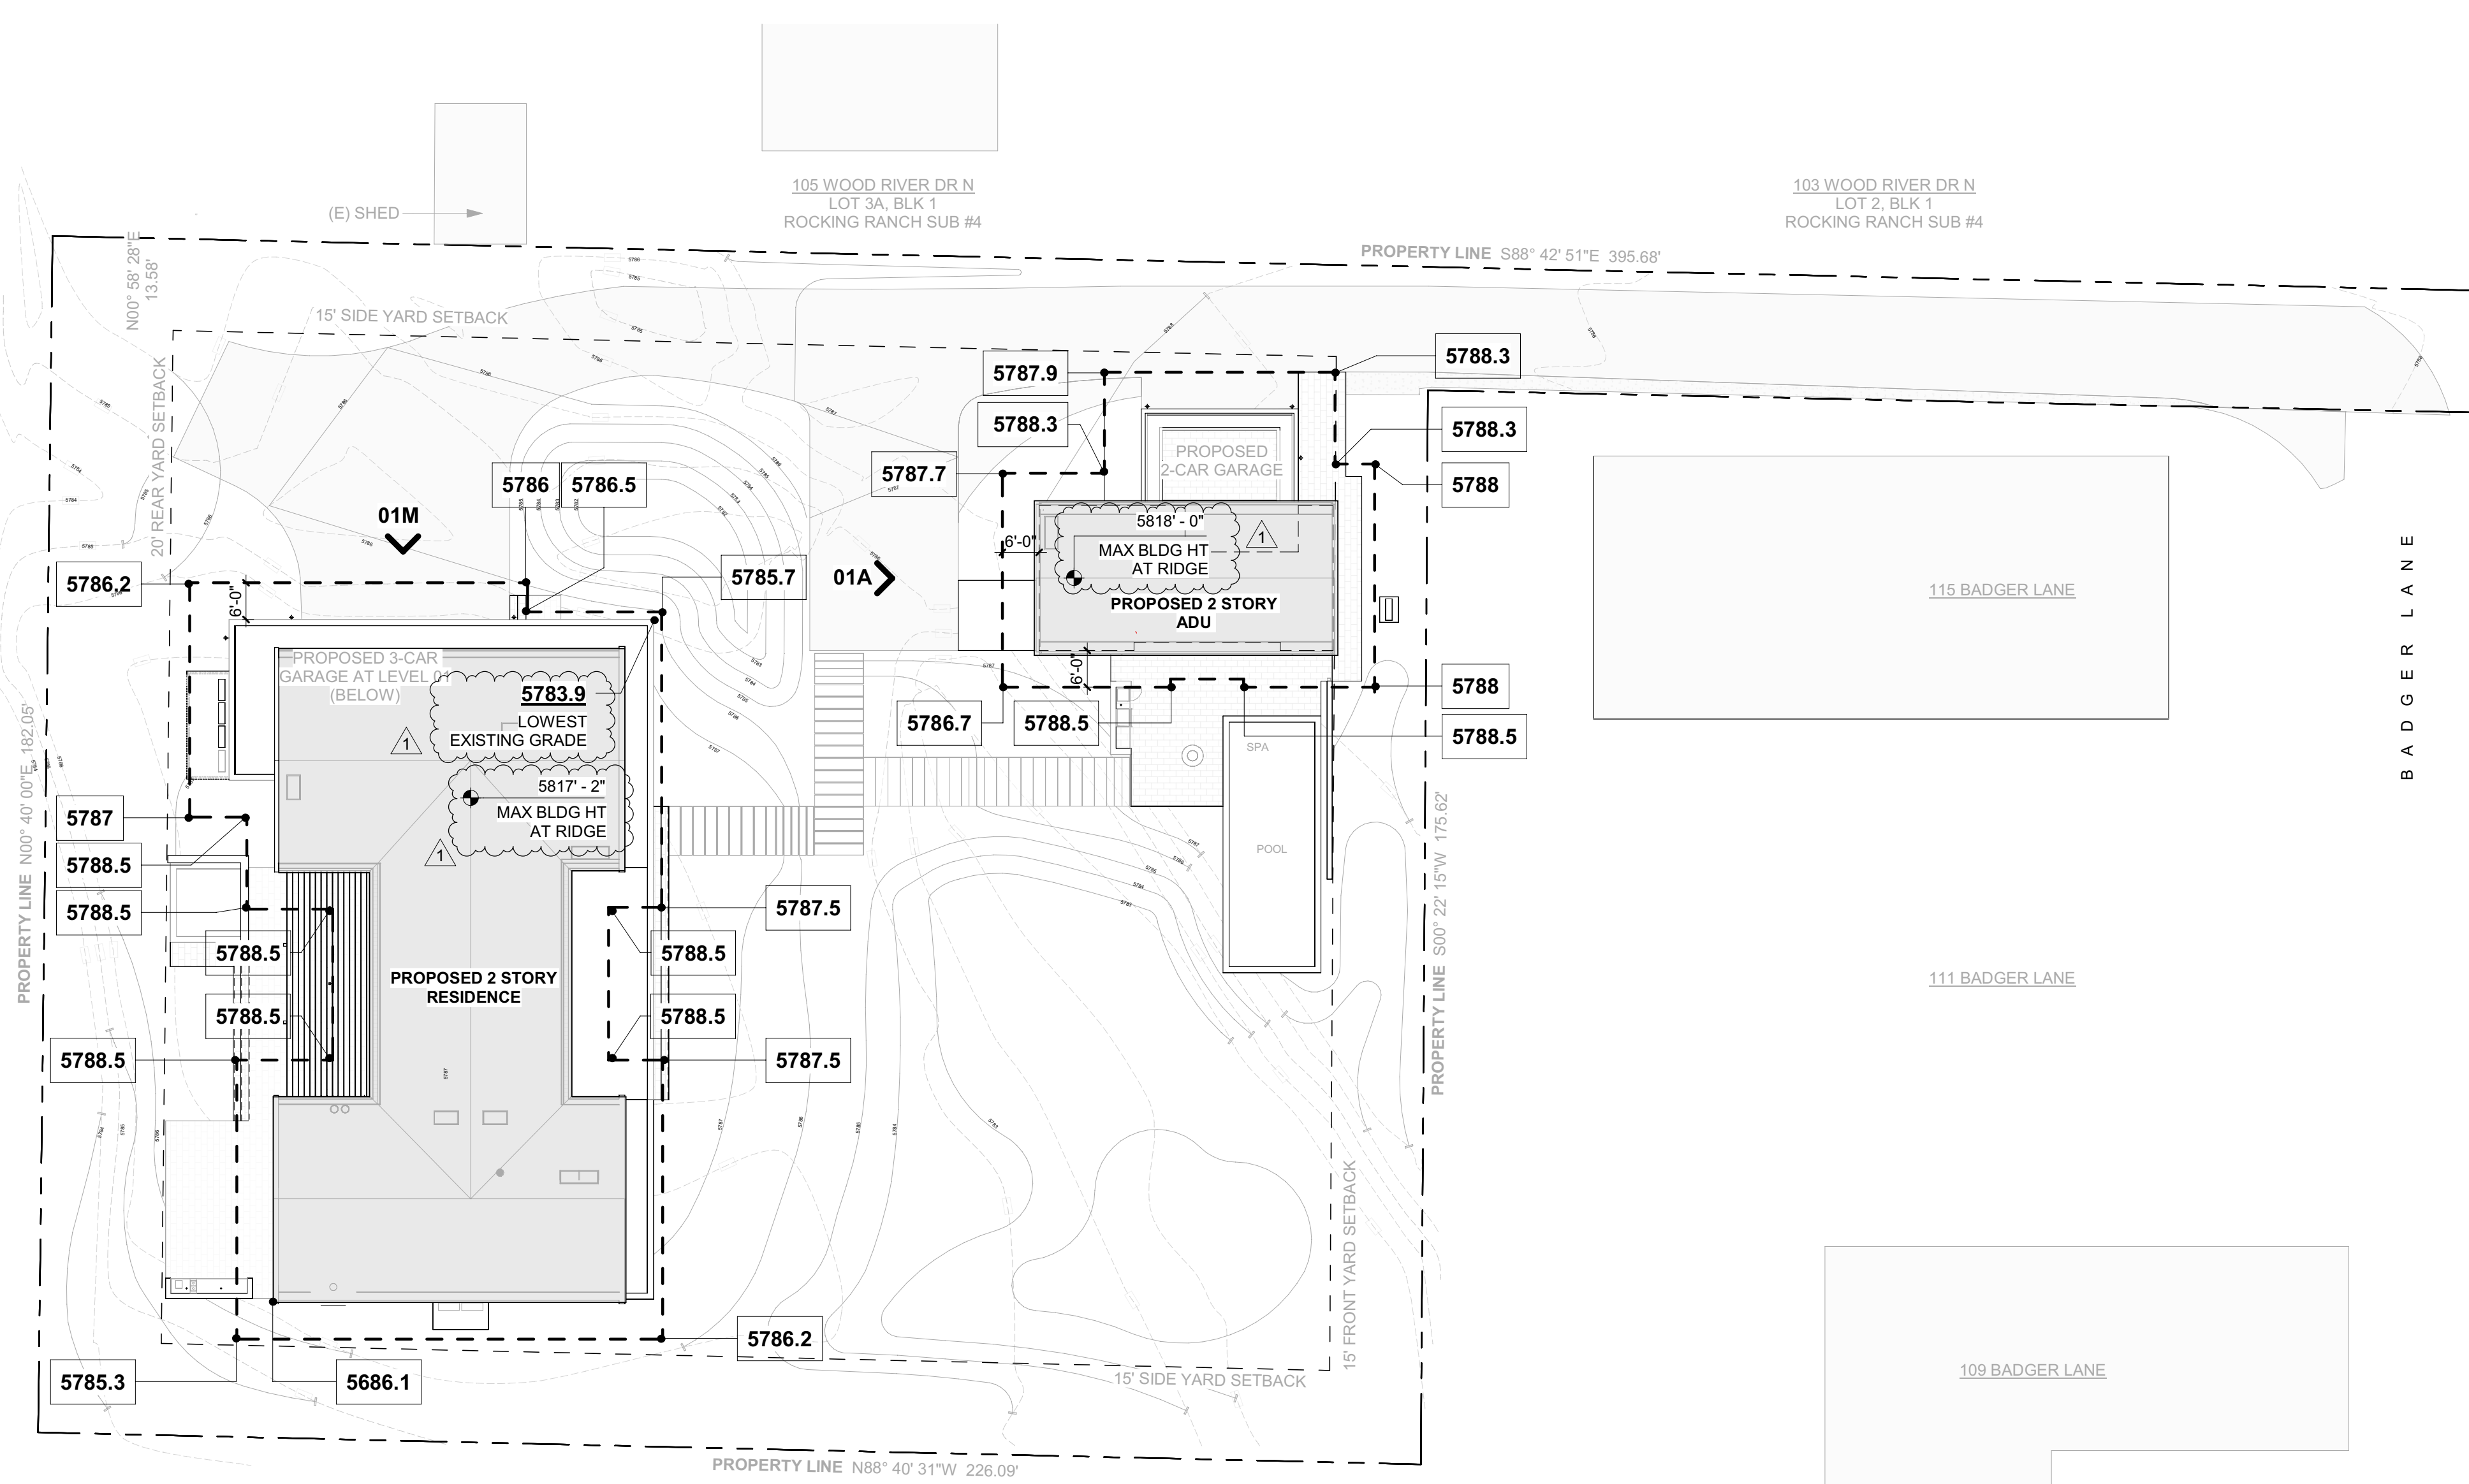 105 WOOD RIVER DR N
LOT 3A, BLK 1
ROCKING RANCH SUB #4
103 WOOD RIVER DR N
LOT 2, BLK 1
ROCKING RANCH SUB #4
(E) SHED
N00° 58' 28"E
13.58'
PROPERTY LINE S88° 42' 51"E 395.68'
15' SIDE YARD SETBACK
20' REAR YARD SETBACK
5787.9
5788.3
5788.3
5788.3
5787.7
5788
5786
5786.5
01M
PROPOSED
2-CAR GARAGE
5818' - 0"
MAX BLDG HT
AT RIDGE
1
6'-0"
PROPOSED 2 STORY
ADU
01A
5785.7
5786.2
6'-0"
6'-0"
115 BADGER LANE
BADGER LANE
PROPOSED 3-CAR
GARAGE AT LEVEL 01
(BELOW)
5783.9
LOWEST
EXISTING GRADE
1
5817' - 2"
MAX BLDG HT
AT RIDGE
1
5786.7
5788.5
5788
5788.5
SPA
POOL
PROPERTY LINE N00° 40' 00"E 182.05'
5787
5788.5
5788.5
5788.5
5788.5
5788.5
5787.5
5788.5
5788.5
5787.5
PROPOSED 2 STORY
RESIDENCE
PROPERTY LINE S00° 22' 15"W 175.62'
111 BADGER LANE
15' FRONT YARD SETBACK
5786.2
5785.3
5686.1
15' SIDE YARD SETBACK
109 BADGER LANE
PROPERTY LINE N88° 40' 31"W 226.09'